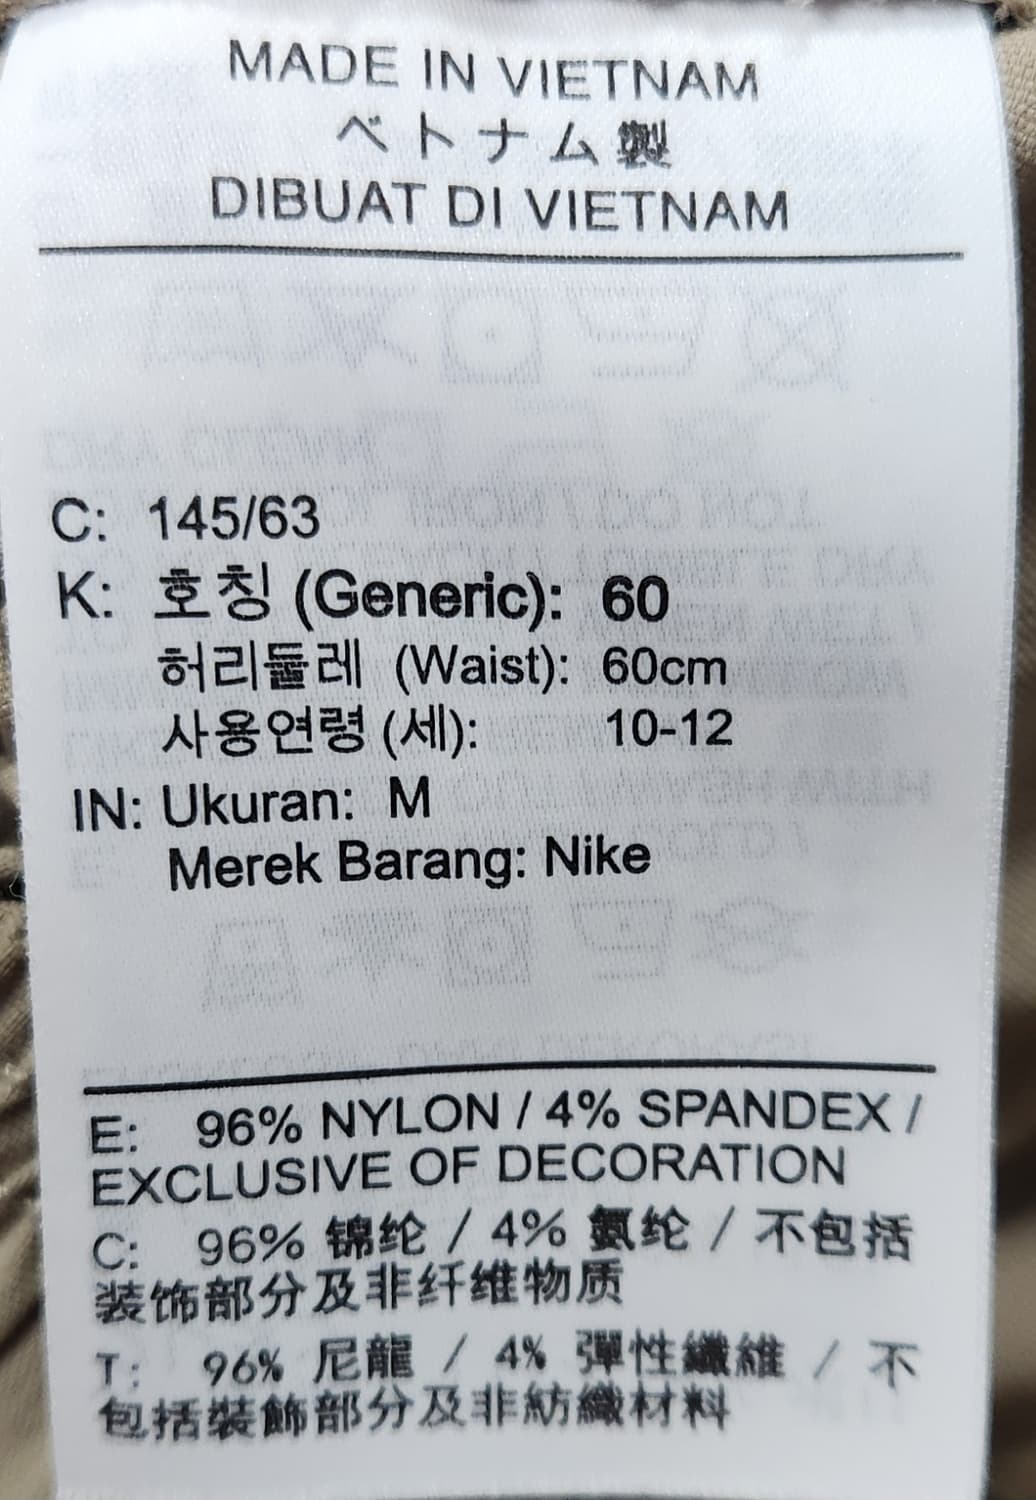 MADE IN VIETNAM
ベトナム製
DIBUAT DI VIETNAM
C: 145/63
K: 호칭 (Generic): 60
허리둘레 (Waist): 60cm
사용연령 (세): 10-12
IN: Ukuran: M
Merek Barang: Nike
E: 96% NYLON / 4% SPANDEX /
EXCLUSIVE OF DECORATION
C: 96% 锦纶 / 4% 氨纶 / 不包括
装饰部分及非纤维物质
T: 96% 尼龍 / 4% 彈性纖維 / 不
包括裝飾部分及非紡織材料